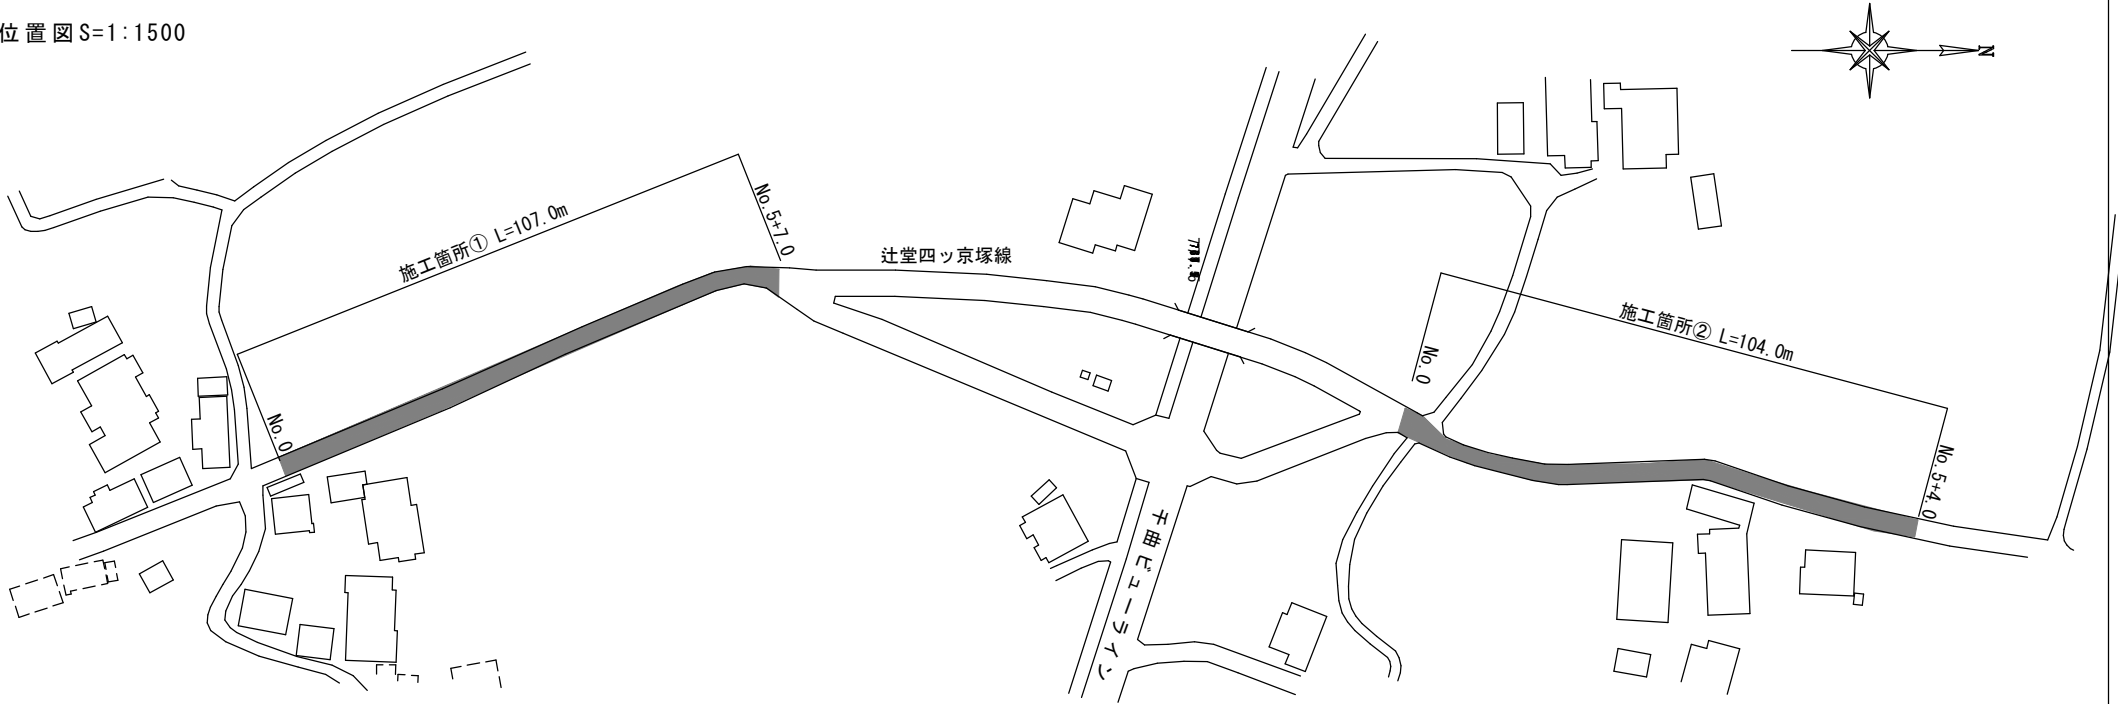 位置図S=1:1500
N
施工箇所① L=107.0m
No.5+7.0
No.0
辻堂四ッ京塚線
施工箇所② L=104.0m
No.0
No.5+4.0
千曲ビューライン